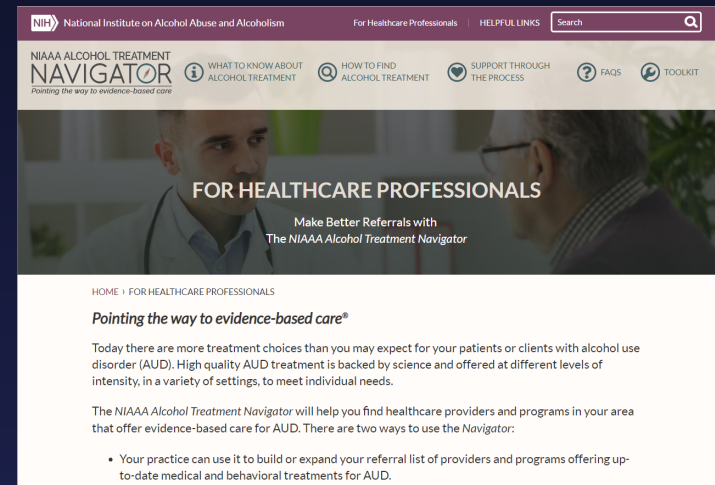 NIH National Institute on Alcohol Abuse and Alcoholism
For Healthcare Professionals
HELPFUL LINKS
Search
NIAAA ALCOHOL TREATMENT
NAVIGATOR
Pointing the way to evidence-based care
WHAT TO KNOW ABOUT
ALCOHOL TREATMENT
HOW TO FIND
ALCOHOL TREATMENT
SUPPORT THROUGH
THE PROCESS
FAQS
TOOLKIT
FOR HEALTHCARE PROFESSIONALS
Make Better Referrals with
The NIAAA Alcohol Treatment Navigator
HOME › FOR HEALTHCARE PROFESSIONALS
Pointing the way to evidence-based care®
Today there are more treatment choices than you may expect for your patients or clients with alcohol use
disorder (AUD). High quality AUD treatment is backed by science and offered at different levels of
intensity, in a variety of settings, to meet individual needs.
The NIAAA Alcohol Treatment Navigator will help you find healthcare providers and programs in your area
that offer evidence-based care for AUD. There are two ways to use the Navigator:
• Your practice can use it to build or expand your referral list of providers and programs offering up-
to-date medical and behavioral treatments for AUD.